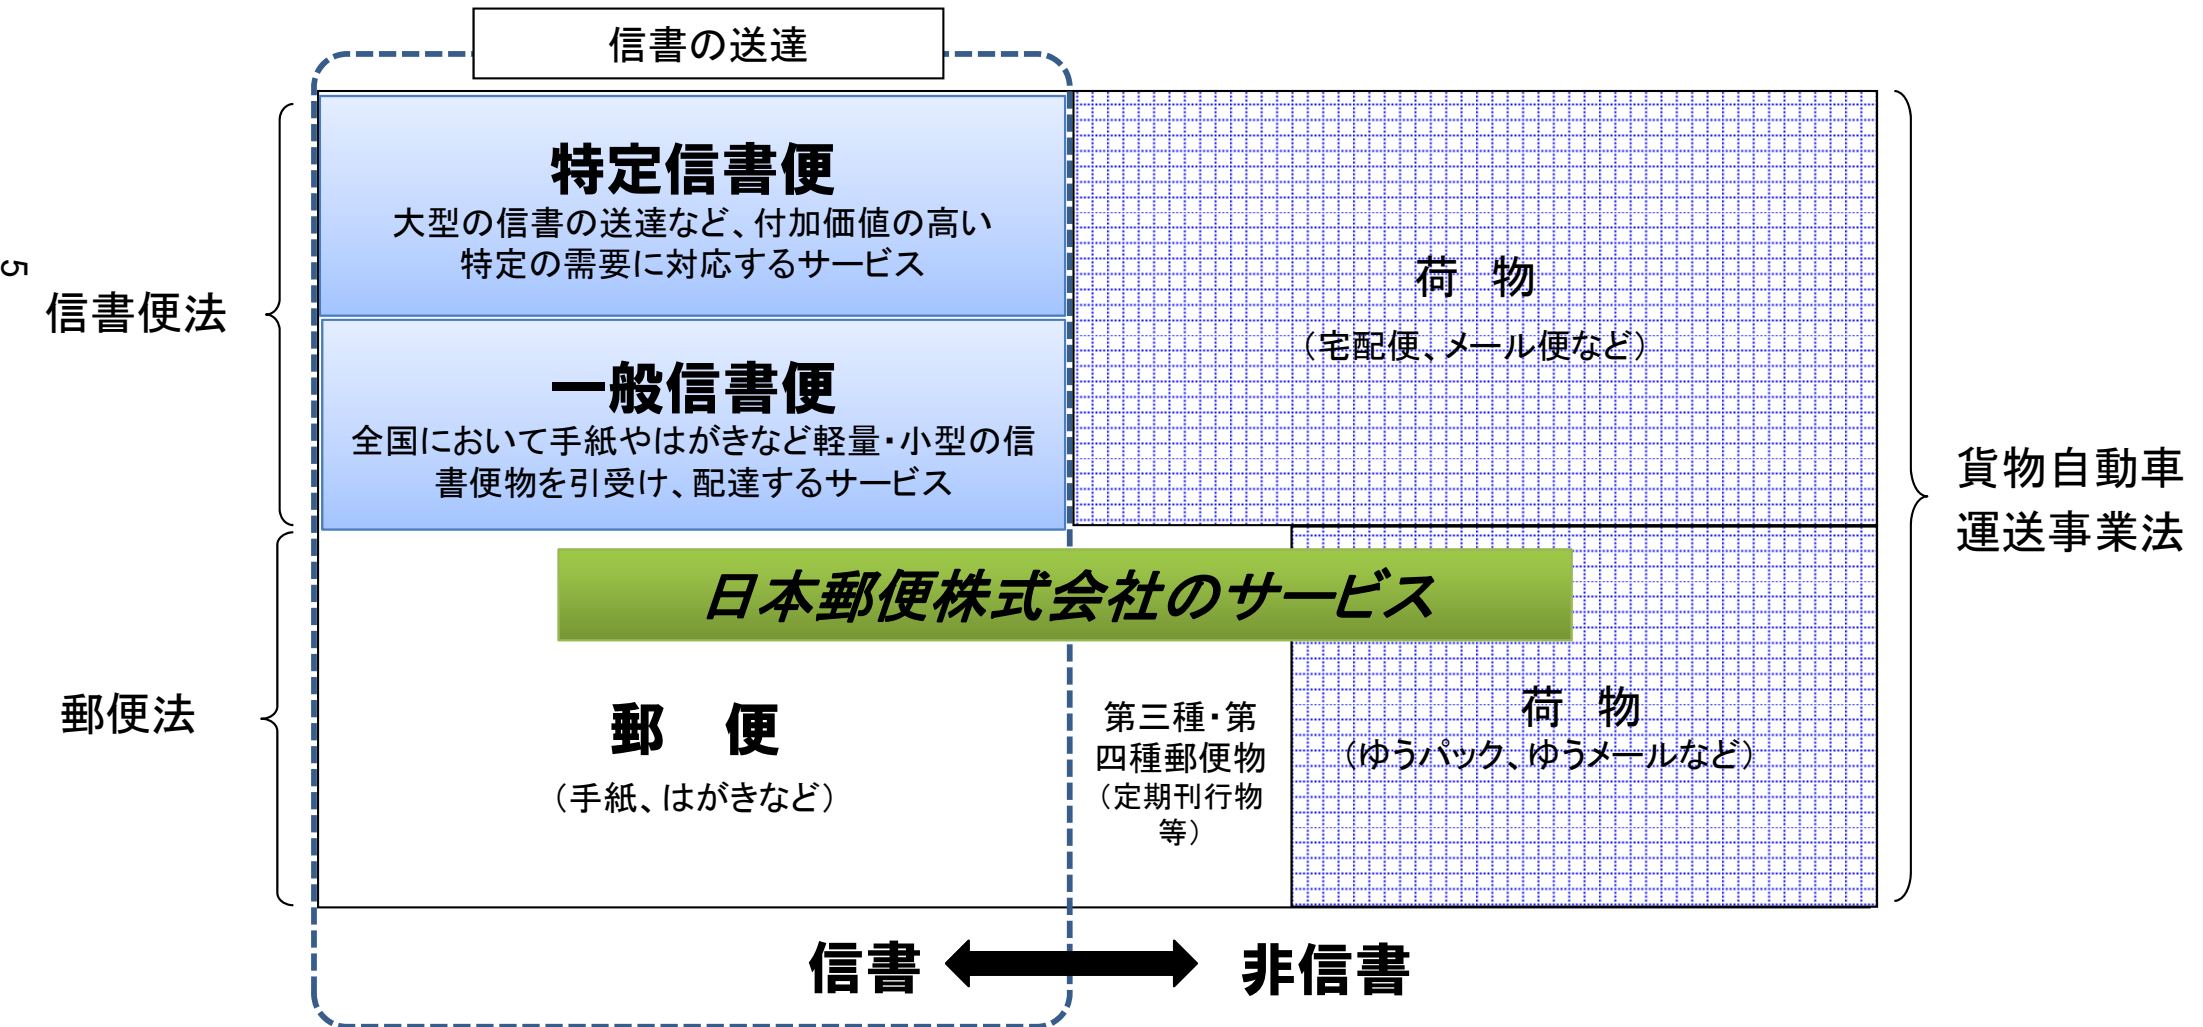 信書の送達
特定信書便
大型の信書の送達など、付加価値の高い
特定の需要に対応するサービス
荷　物
（宅配便、メール便など）
5
信書便法
一般信書便
全国において手紙やはがきなど軽量・小型の信
書便物を引受け、配達するサービス
貨物自動車
運送事業法
日本郵便株式会社のサービス
郵便法
郵　便
（手紙、はがきなど）
第三種・第
四種郵便物
（定期刊行物
等）
荷　物
（ゆうパック、ゆうメールなど）
信書
非信書